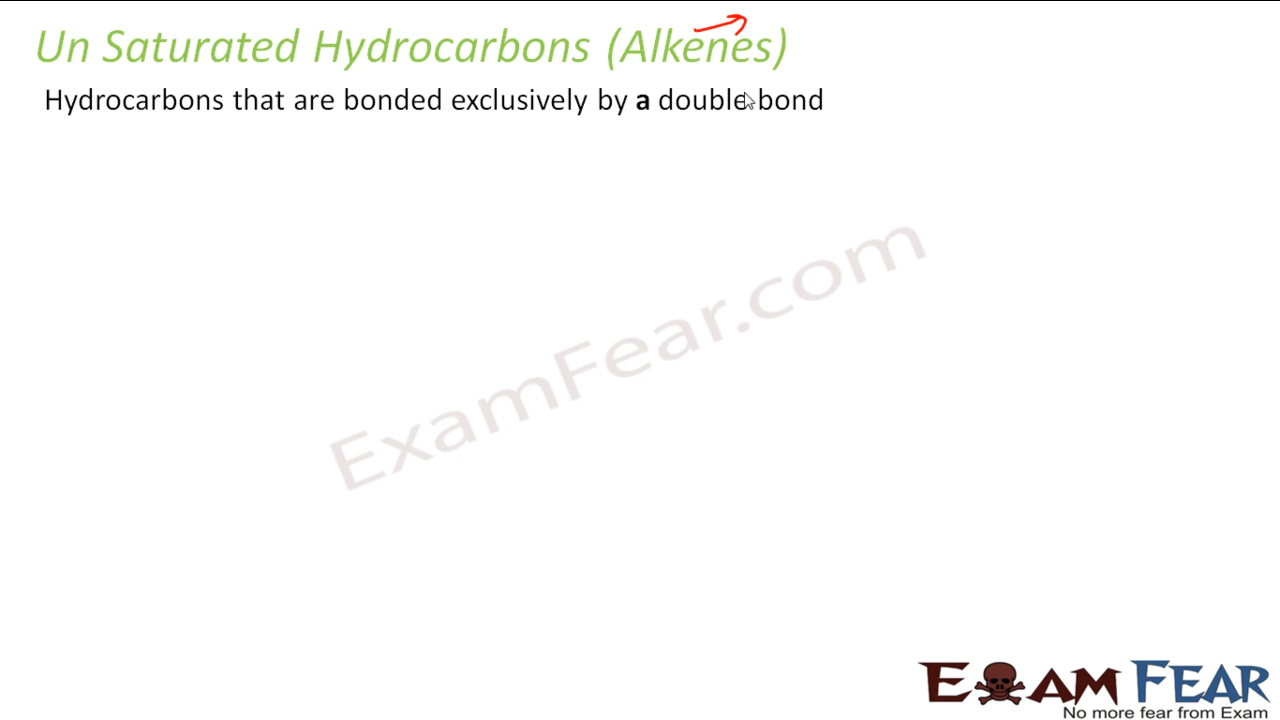 Un Saturated Hydrocarbons (Alkenes)
Hydrocarbons that are bonded exclusively by a double bond
ExamFear.com
EXAM FEAR
No more fear from Exam